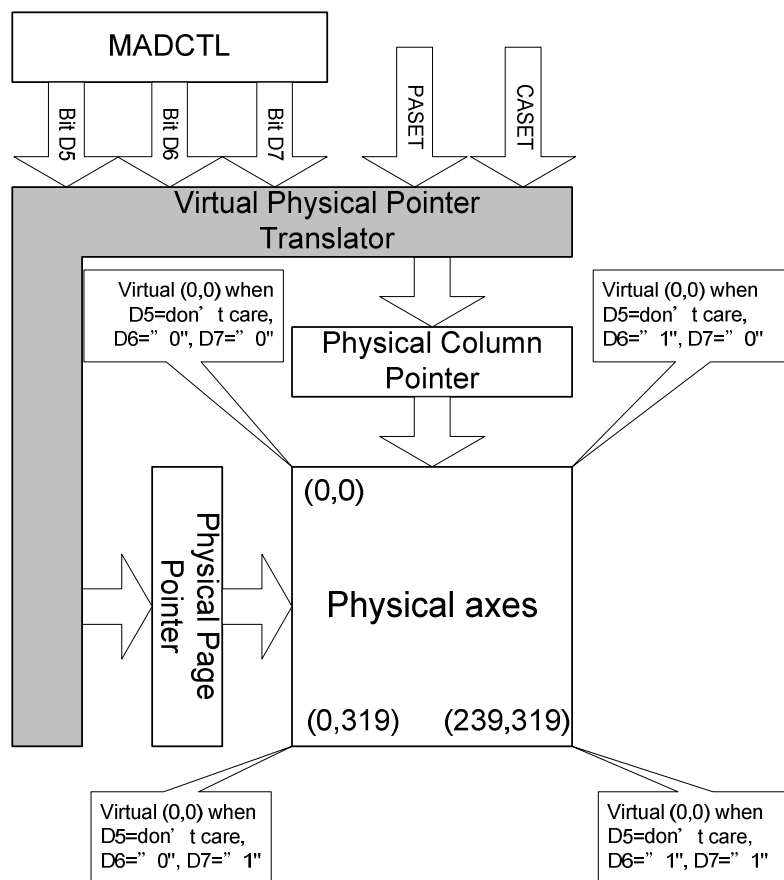 MADCTL
Bit D5
Bit D6
Bit D7
PASET
CASET
Virtual Physical Pointer
Translator
Virtual (0,0) when
D5=don’ t care,
D6=” 0", D7=” 0"
Virtual (0,0) when
D5=don’ t care,
D6=” 1", D7=” 0"
Physical Column
Pointer
(0,0)
Physical Page
Pointer
Physical axes
(0,319)
(239,319)
Virtual (0,0) when
D5=don’ t care,
D6=” 0", D7=” 1"
Virtual (0,0) when
D5=don’ t care,
D6=” 1", D7=” 1"